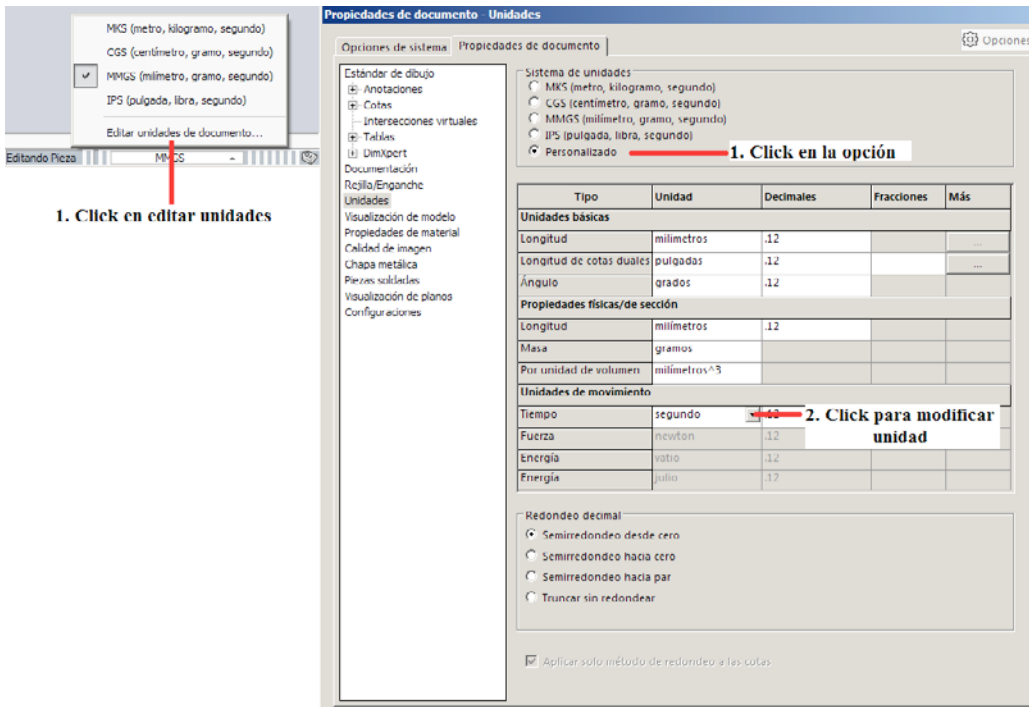 MKS (metro, kilogramo, segundo)
CGS (centímetro, gramo, segundo)
MMGS (milímetro, gramo, segundo)
IPS (pulgada, libra, segundo)
Editar unidades de documento...
Editando Pieza
MMGS
1. Click en editar unidades
Propiedades de documento - Unidades
Opciones de sistema
Propiedades de documento
Opciones
Estándar de dibujo
Anotaciones
Cotas
Intersecciones virtuales
Tablas
DimXpert
Documentación
Rejilla/Enganche
Unidades
Visualización de modelo
Propiedades de material
Calidad de imagen
Chapa metálica
Piezas soldadas
Visualización de planos
Configuraciones
Sistema de unidades
MKS (metro, kilogramo, segundo)
CGS (centímetro, gramo, segundo)
MMGS (milímetro, gramo, segundo)
IPS (pulgada, libra, segundo)
Personalizado
1. Click en la opción
Tipo Unidad Decimales Fracciones Más
Unidades básicas
Longitud milímetros .12 ...
Longitud de cotas duales pulgadas .12 ...
Ángulo grados .12
Propiedades físicas/de sección
Longitud milímetros .12
Masa gramos
Por unidad de volumen milímetros^3
Unidades de movimiento
Tiempo segundo .12
2. Click para modificar
unidad
Fuerza newton .12
Energía vatio .12
Energía julio .12
Redondeo decimal
Semirredondeo desde cero
Semirredondeo hacia cero
Semirredondeo hacia par
Truncar sin redondear
Aplicar solo método de redondeo a las cotas